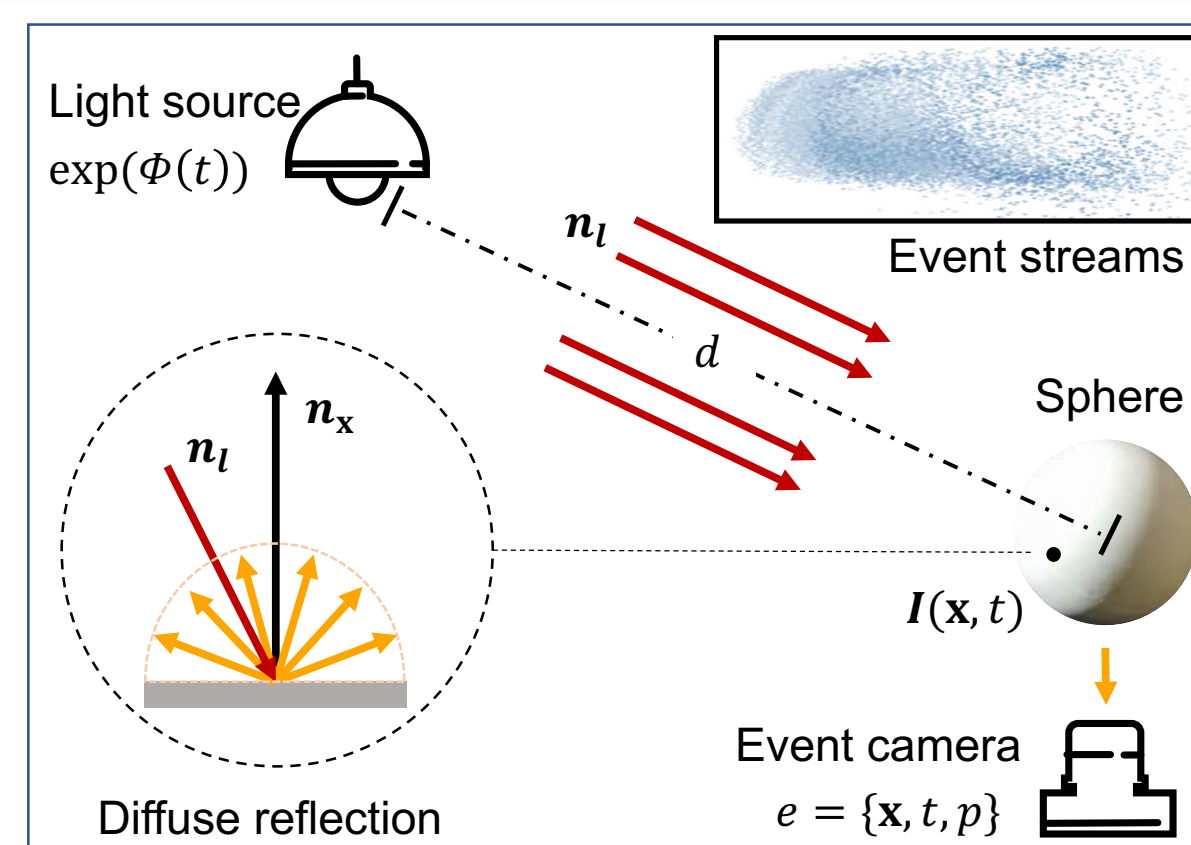 Light source
exp(Φ(t))
n_l
Event streams
d
Sphere
n_x
n_l
I(x, t)
Event camera
e = {x, t, p}
Diffuse reflection